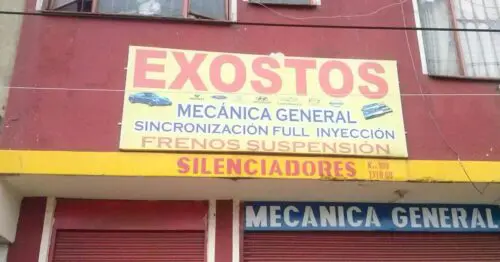 EXOSTOS
MECÁNICA GENERAL
SINCRONIZACIÓN FULL INYECCIÓN
FRENOS SUSPENSIÓN
SILENCIADORES
MECANICA GENERAL